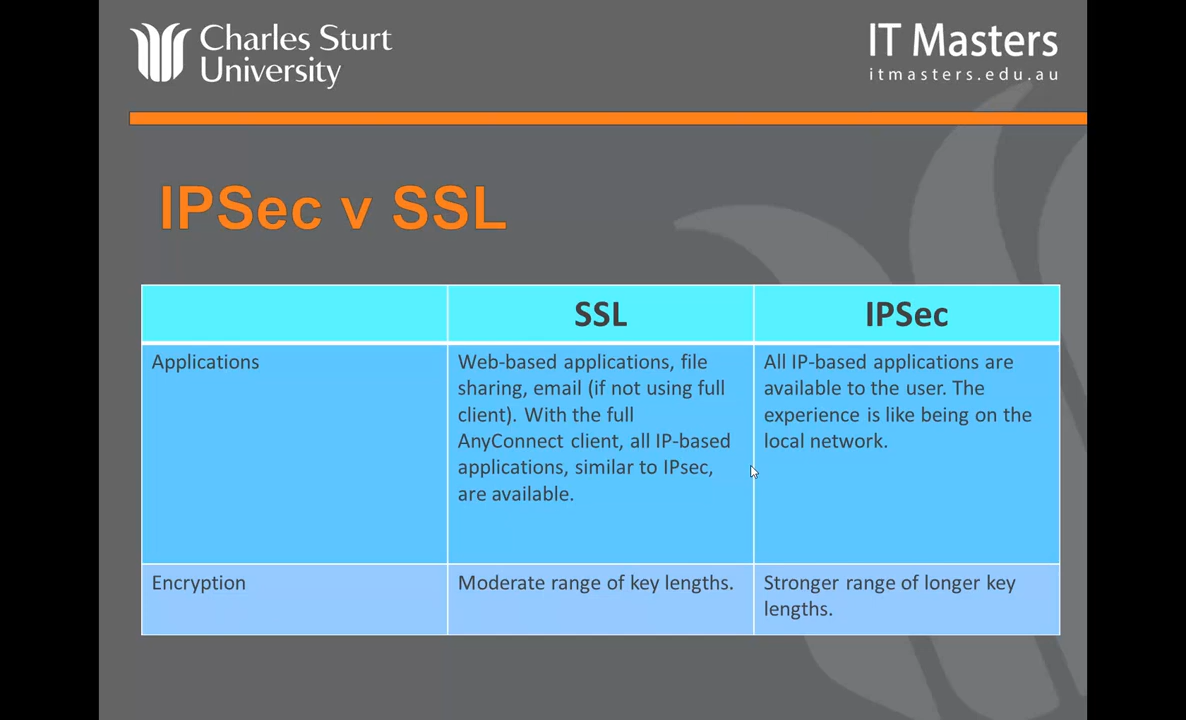 Charles Sturt
University
IT Masters
itmasters.edu.au
IPSec v SSL
SSL
IPSec
Applications
Web-based applications, file
sharing, email (if not using full
client). With the full
AnyConnect client, all IP-based
applications, similar to IPsec,
are available.
All IP-based applications are
available to the user. The
experience is like being on the
local network.
Encryption
Moderate range of key lengths.
Stronger range of longer key
lengths.